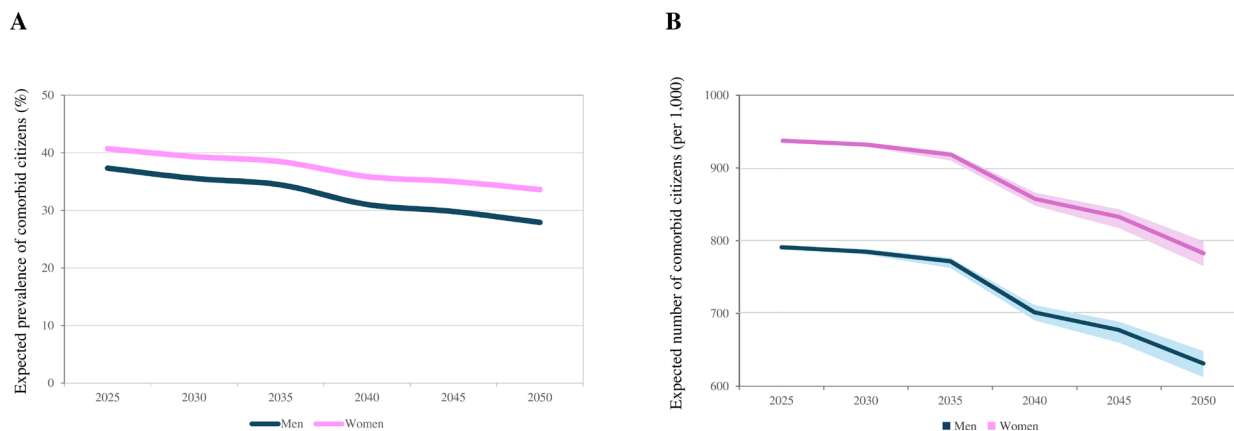 A
Expected prevalence of comorbid citizens (%)
50
40
30
20
10
0
2025 2030 2035 2040 2045 2050
Men Women
B
Expected number of comorbid citizens (per 1,000)
1000
900
800
700
600
2025 2030 2035 2040 2045 2050
Men Women